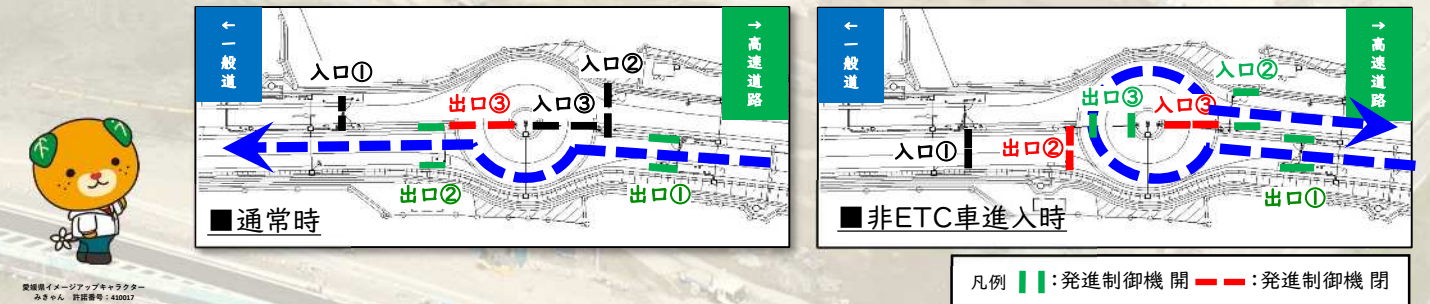 ←一般道
入口①
入口②
→高速道路
出口③
入口③
出口②
出口①
■通常時
←一般道
入口②
→高速道路
出口③
入口③
入口①
出口②
出口①
■非ETC車進入時
凡例 :発進制御機 開 :発進制御機 閉
愛媛県イメージアップキャラクター
みきゃん 許諾番号:410017